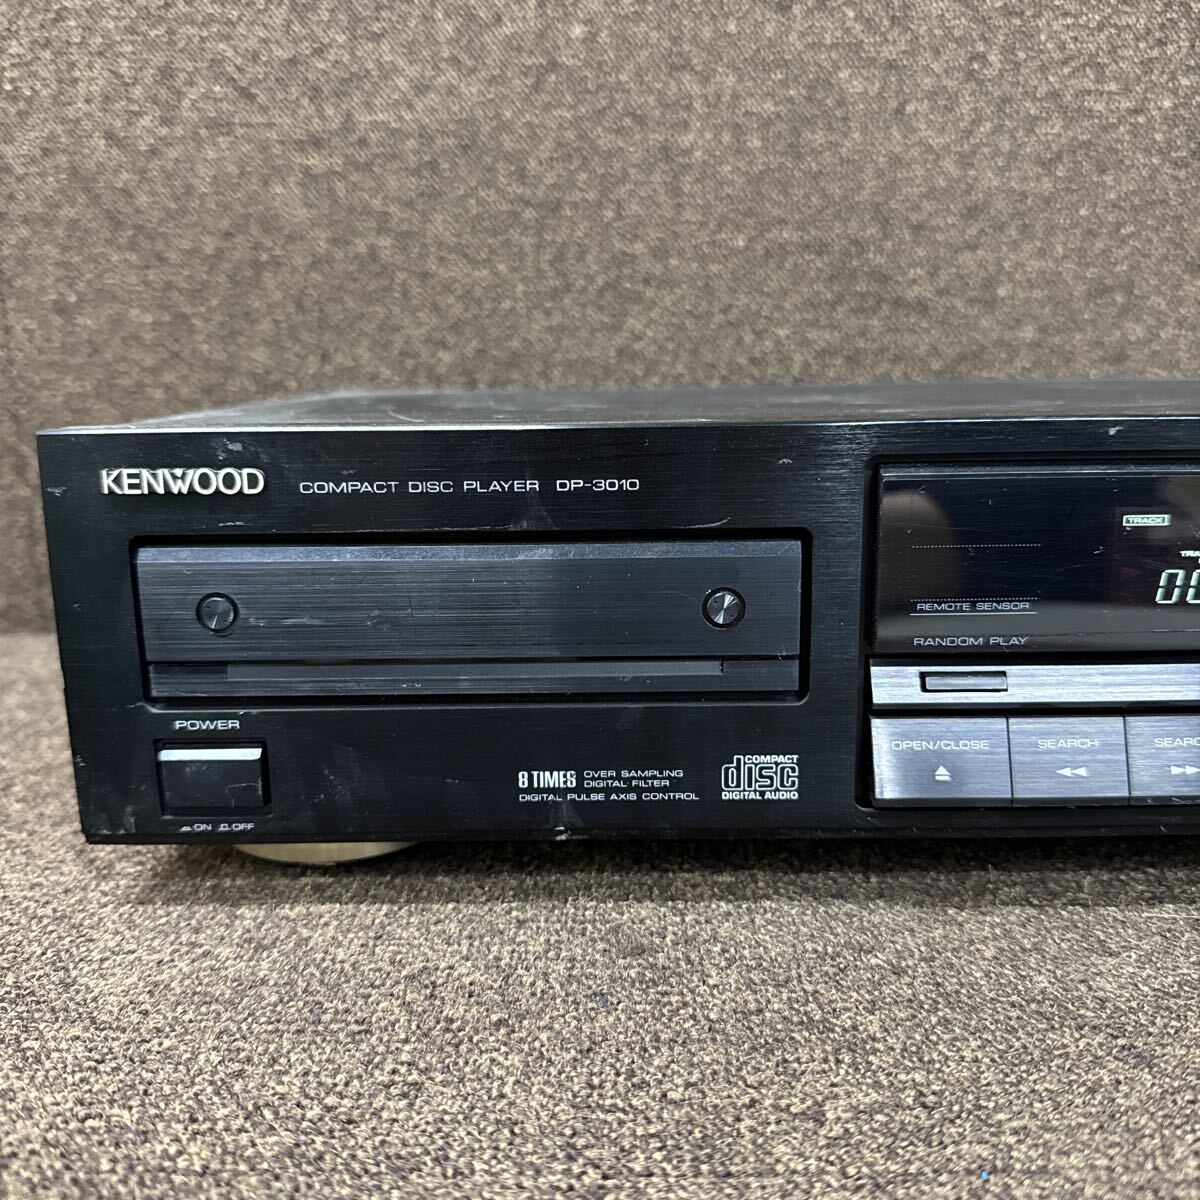 KENWOOD COMPACT DISC PLAYER DP-3010
TRACK
REMOTE SENSOR
RANDOM PLAY
POWER
ON OFF
8 TIMES OVER SAMPLING
DIGITAL FILTER
DIGITAL PULSE AXIS CONTROL
COMPACT
disc
DIGITAL AUDIO
OPEN/CLOSE
SEARCH